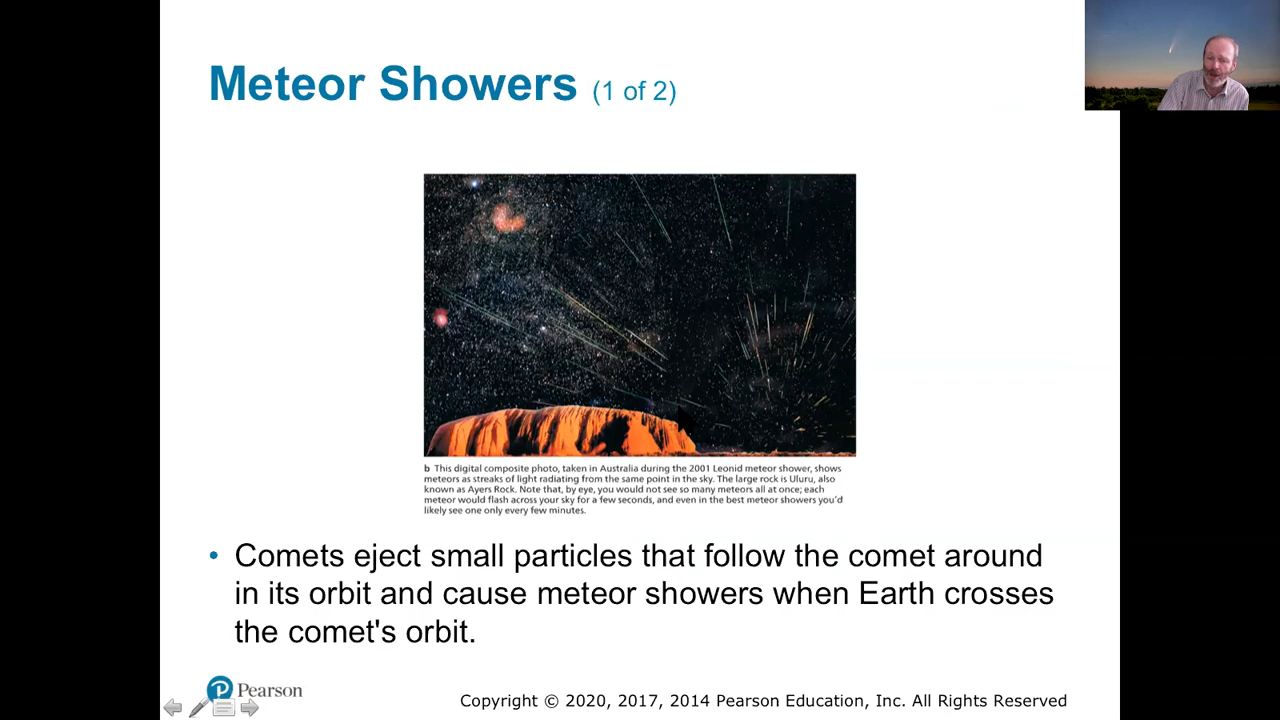 Meteor Showers (1 of 2)
b This digital composite photo, taken in Australia during the 2001 Leonid meteor shower, shows
meteors as streaks of light radiating from the same point in the sky. The large rock is Uluru, also
known as Ayers Rock. Note that, by eye, you would not see so many meteors all at once; each
meteor would flash across your sky for a few seconds, and even in the best meteor showers you'd
likely see one only every few minutes.
• Comets eject small particles that follow the comet around
in its orbit and cause meteor showers when Earth crosses
the comet's orbit.
P Pearson
Copyright © 2020, 2017, 2014 Pearson Education, Inc. All Rights Reserved